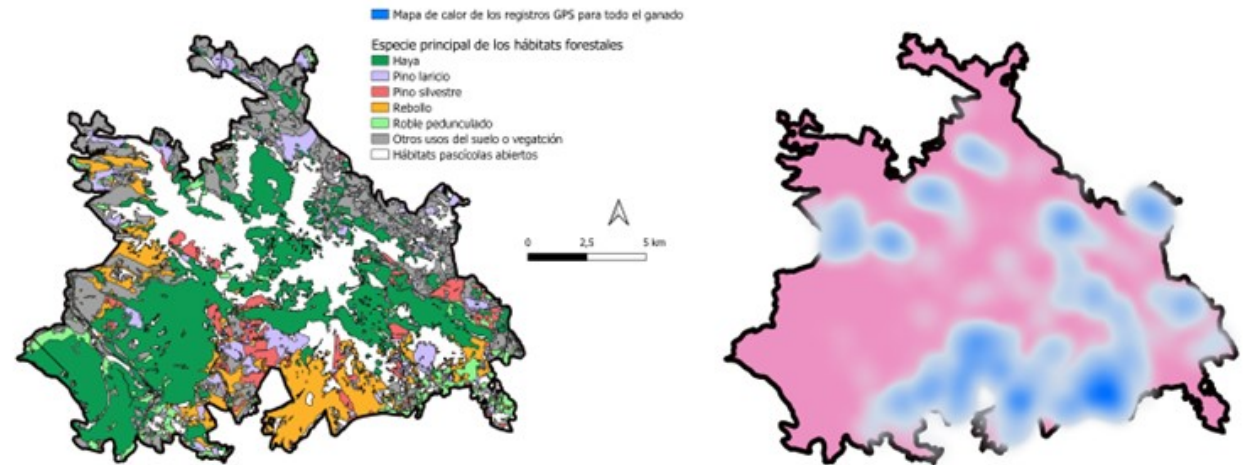 Mapa de calor de los registros GPS para todo el ganado
Especie principal de los hábitats forestales
Haya
Pino laricio
Pino silvestre
Rebollo
Roble pedunculado
Otros usos del suelo o vegatción
Hábitats pascícolas abiertos
0 2,5 5 km